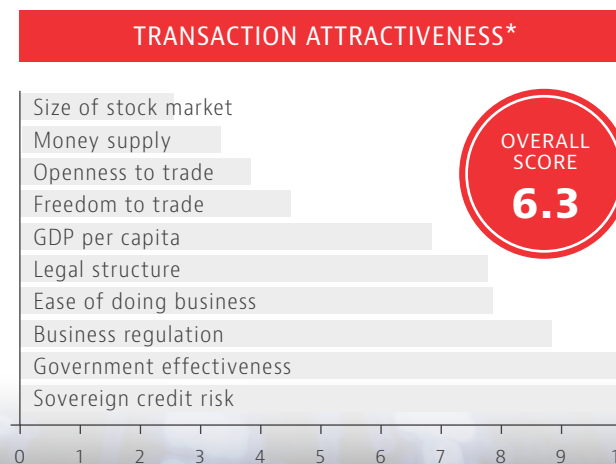 TRANSACTION ATTRACTIVENESS*
Size of stock market
Money supply
Openness to trade
Freedom to trade
GDP per capita
Legal structure
Ease of doing business
Business regulation
Government effectiveness
Sovereign credit risk
OVERALL
SCORE
6.3
0 1 2 3 4 5 6 7 8 9